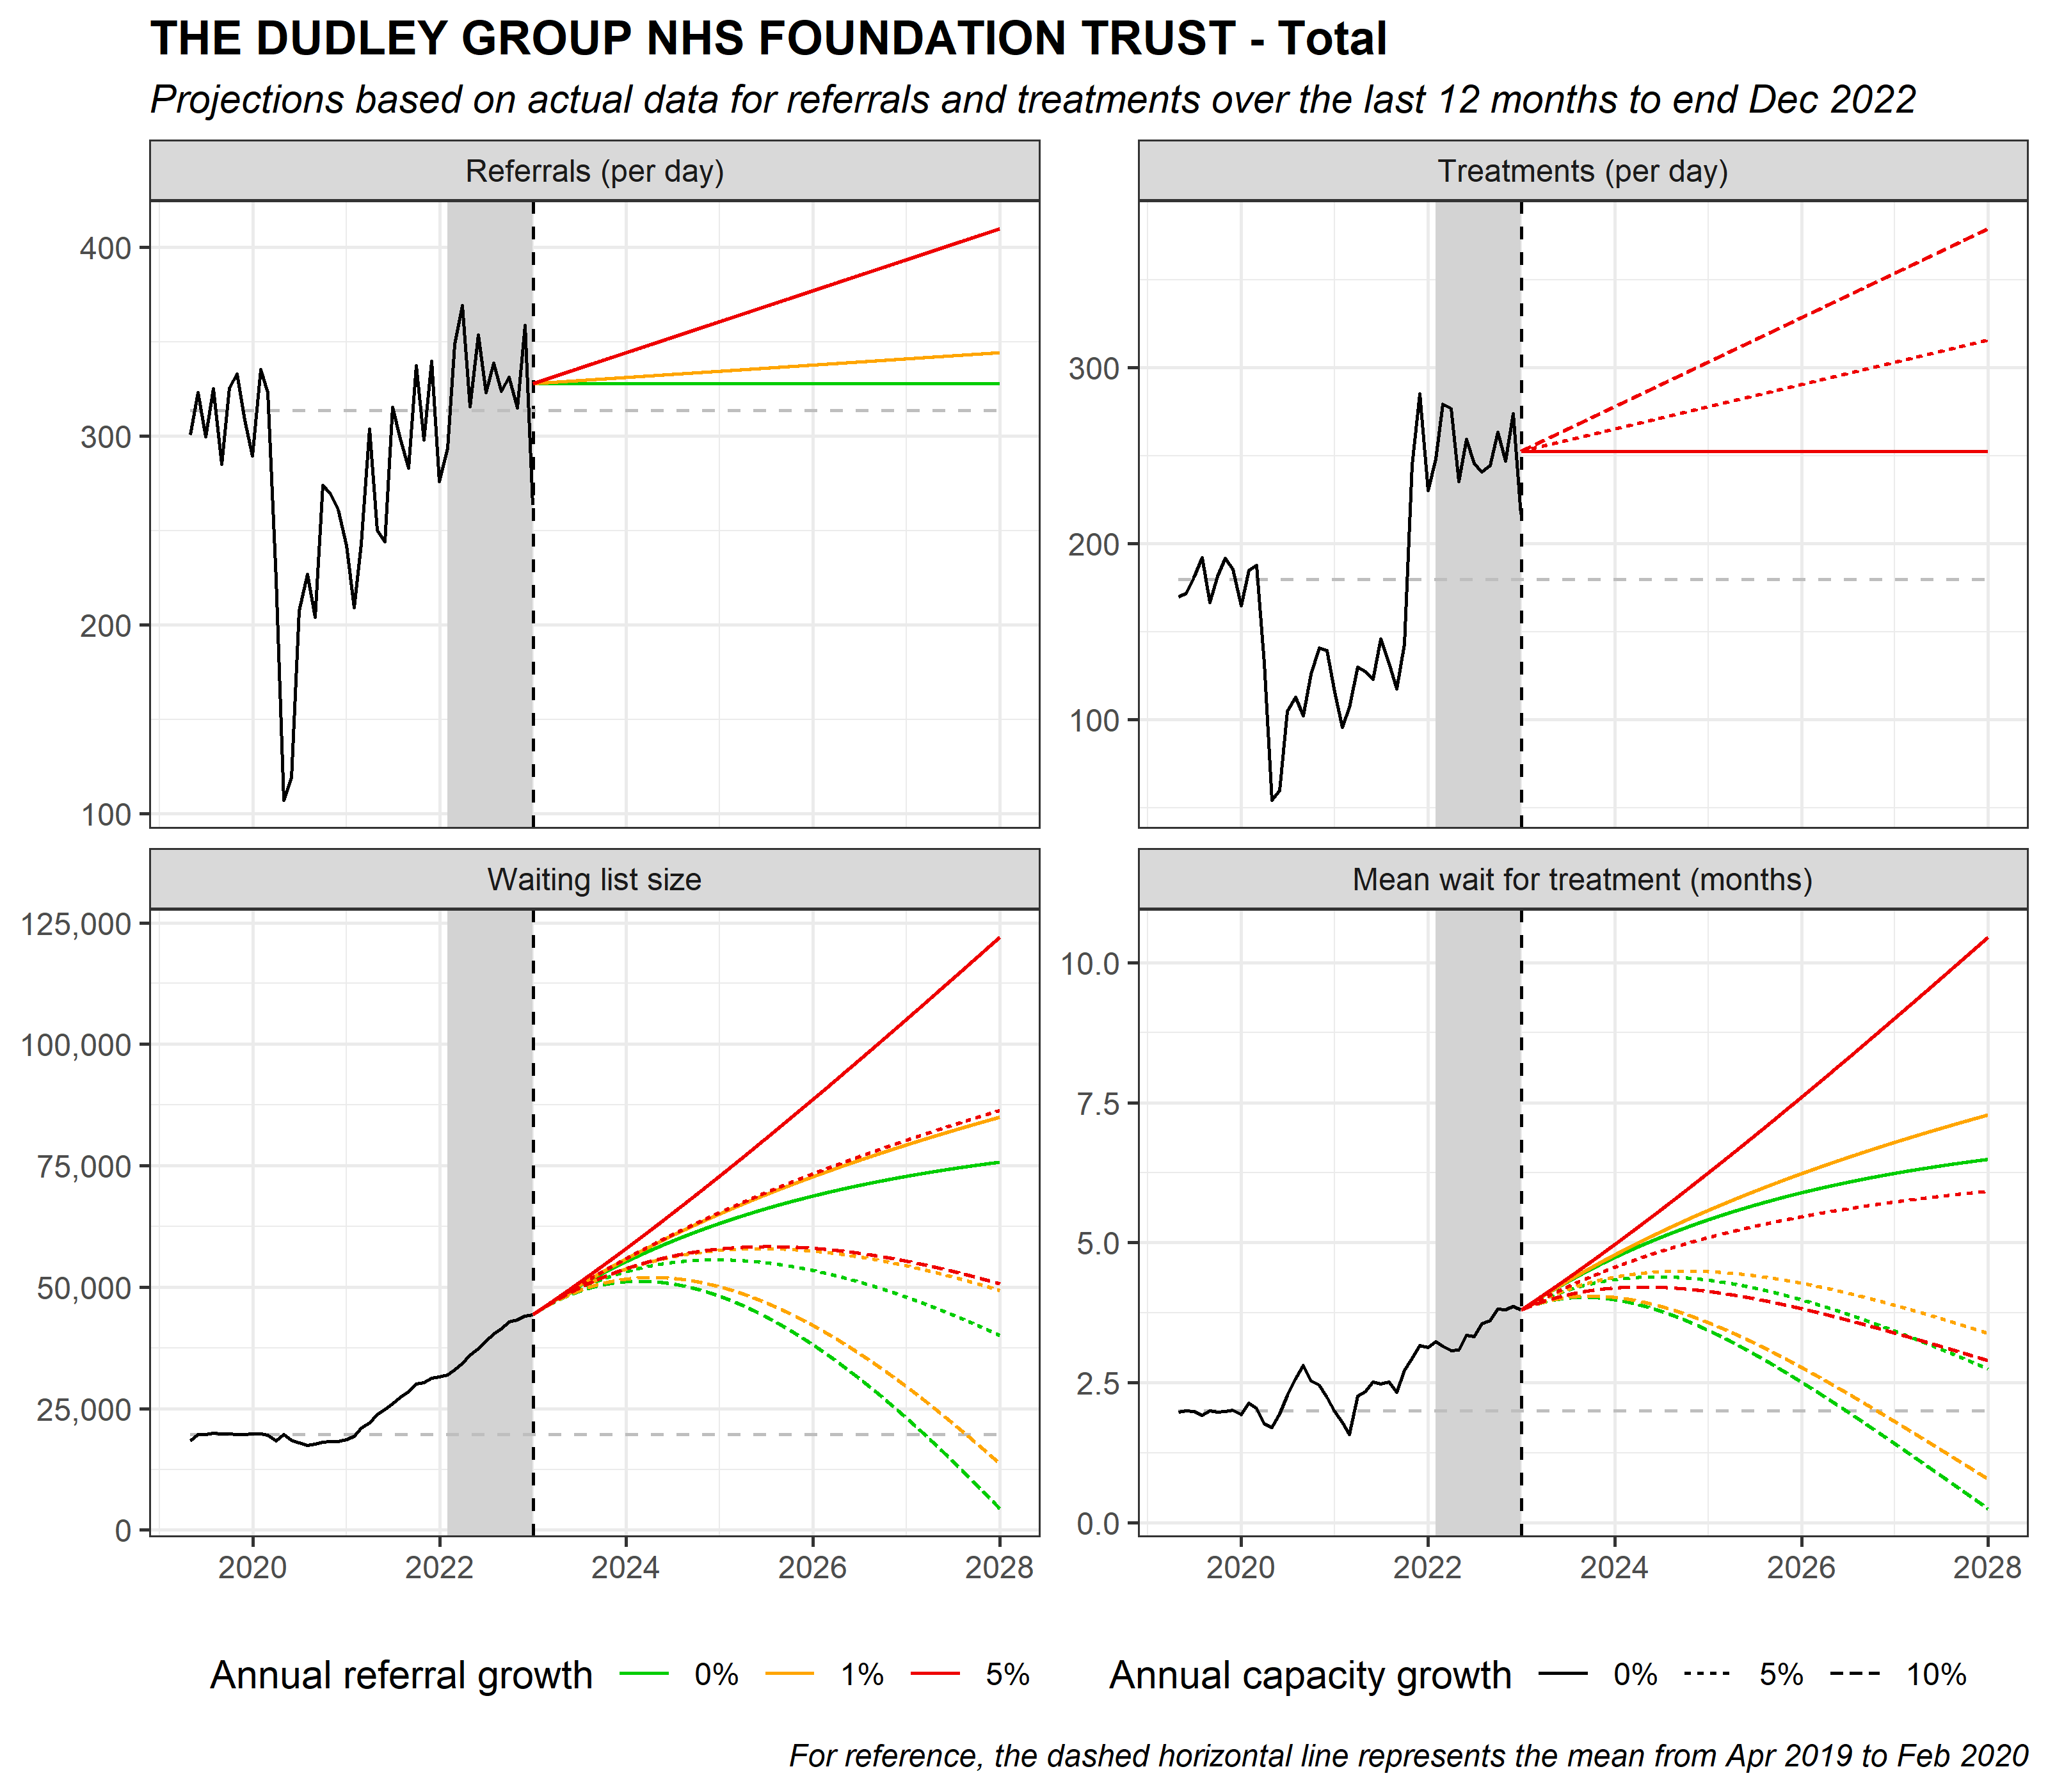 THE DUDLEY GROUP NHS FOUNDATION TRUST - Total
Projections based on actual data for referrals and treatments over the last 12 months to end Dec 2022
Referrals (per day)
400
300
200
100
Treatments (per day)
300
200
100
Waiting list size
125,000
100,000
75,000
50,000
25,000
0
2020 2022 2024 2026 2028
Mean wait for treatment (months)
10.0
7.5
5.0
2.5
0.0
2020 2022 2024 2026 2028
Annual referral growth 0% 1% 5%
Annual capacity growth 0% 5% 10%
For reference, the dashed horizontal line represents the mean from Apr 2019 to Feb 2020